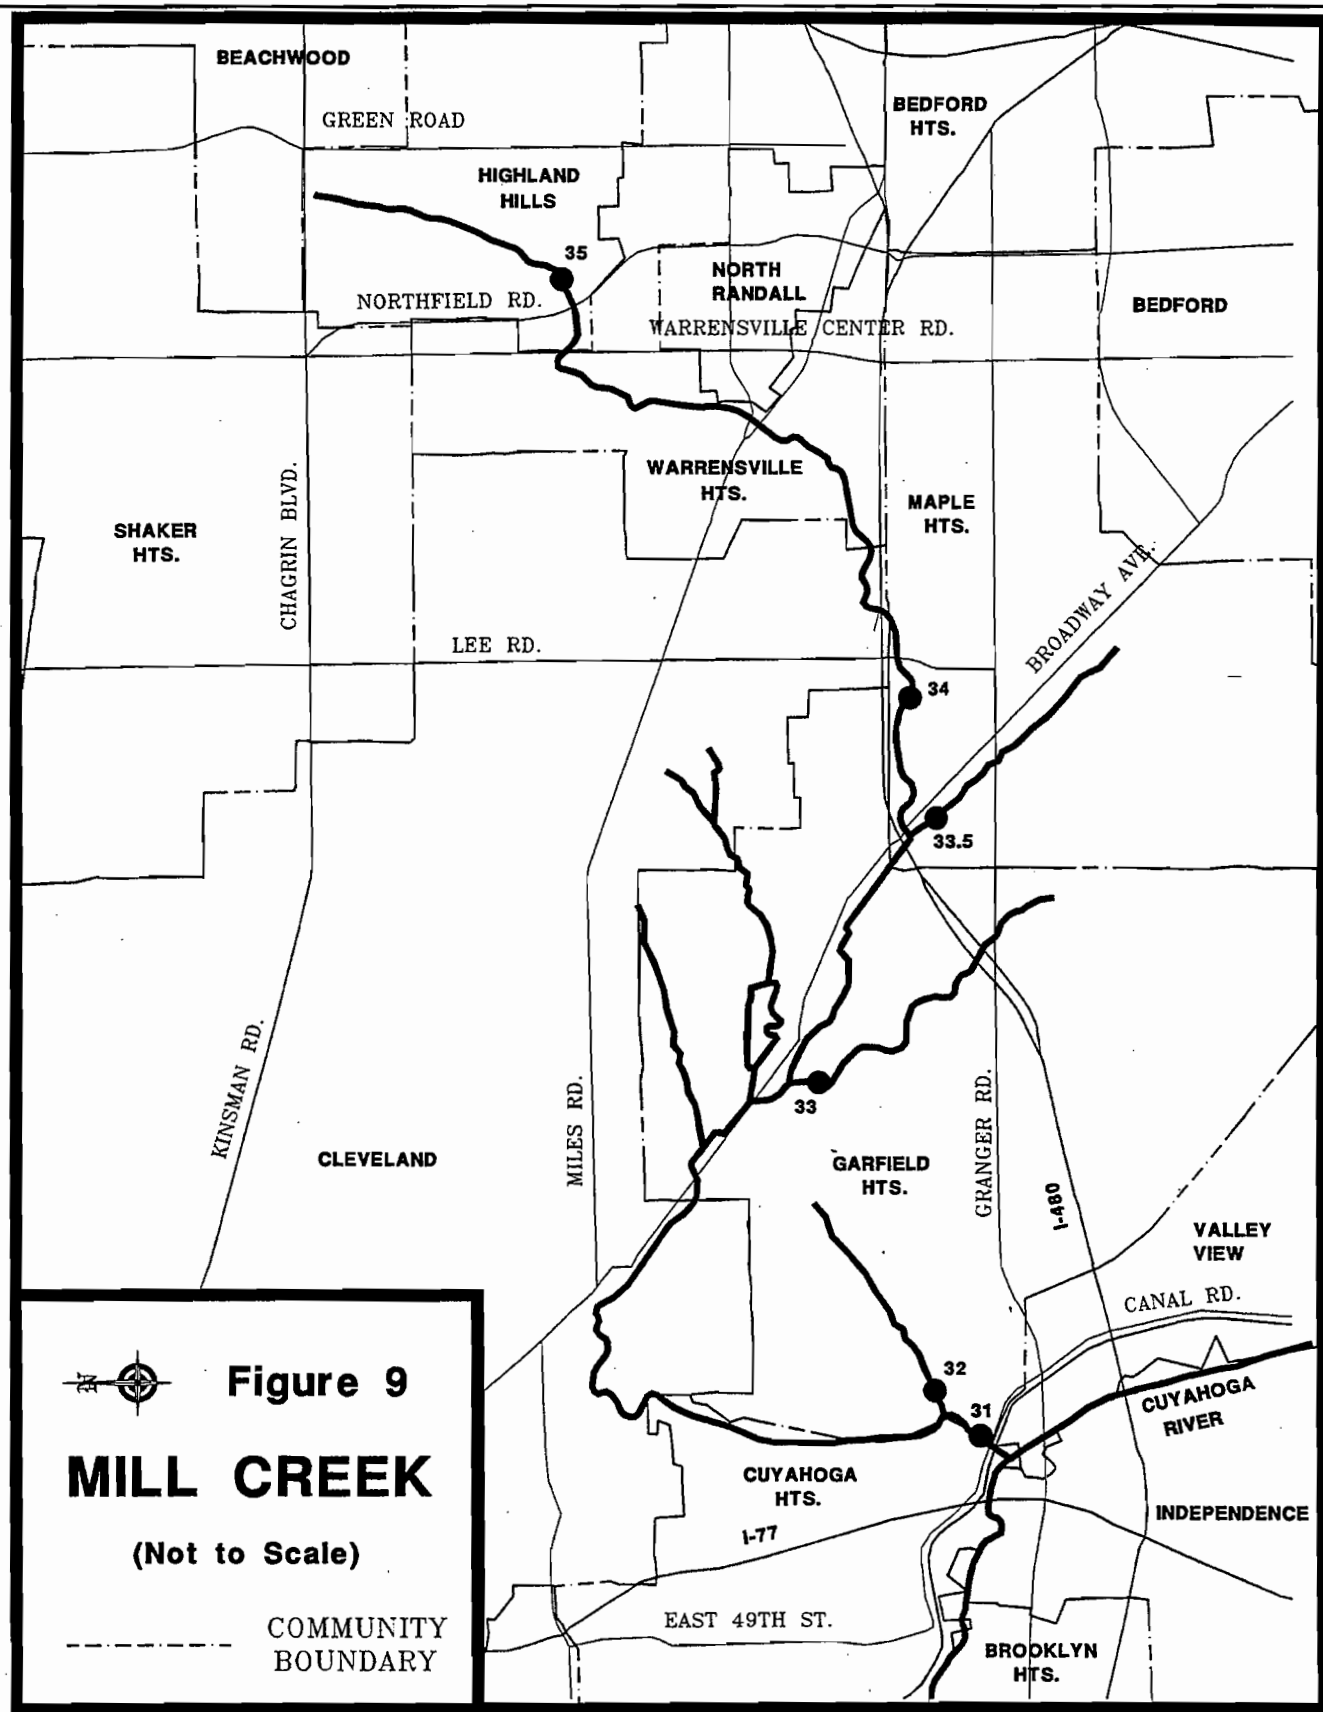 BEACHWOOD
GREEN ROAD
BEDFORD
HTS.
HIGHLAND
HILLS
35
NORTH
RANDALL
NORTHFIELD RD.
WARRENSVILLE CENTER RD.
BEDFORD
WARRENSVILLE
HTS.
CHAGRIN BLVD.
SHAKER
HTS.
MAPLE
HTS.
BROADWAY AVE.
LEE RD.
34
33.5
KINSMAN RD.
MILES RD.
33
GRANGER RD.
CLEVELAND
GARFIELD
HTS.
I-480
VALLEY
VIEW
CANAL RD.
32
31
CUYAHOGA
RIVER
CUYAHOGA
HTS.
INDEPENDENCE
I-77
EAST 49TH ST.
BROOKLYN
HTS.
N
Figure 9
MILL CREEK
(Not to Scale)
COMMUNITY
BOUNDARY